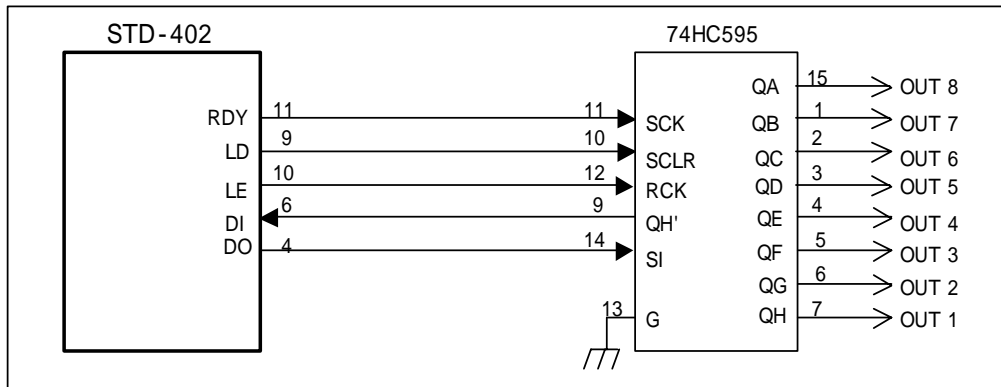 STD-402
74HC595
RDY 11 11 SCK
LD 9 10 SCLR
LE 10 12 RCK
DI 6 9 QH'
DO 4 14 SI
13 G
QA 15 OUT 8
QB 1 OUT 7
QC 2 OUT 6
QD 3 OUT 5
QE 4 OUT 4
QF 5 OUT 3
QG 6 OUT 2
QH 7 OUT 1